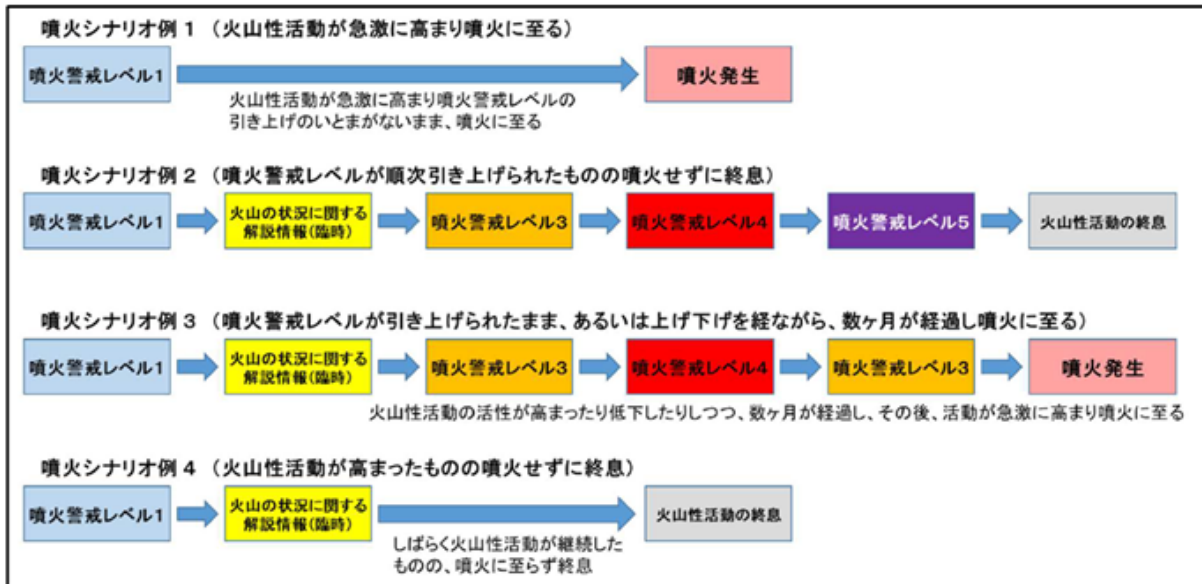 噴火シナリオ例１（火山性活動が急激に高まり噴火に至る）
噴火警戒レベル1
噴火発生
火山性活動が急激に高まり噴火警戒レベルの
引き上げのいとまがないまま、噴火に至る
噴火シナリオ例２（噴火警戒レベルが順次引き上げられたものの噴火せずに終息）
噴火警戒レベル1
火山の状況に関する
解説情報(臨時)
噴火警戒レベル3
噴火警戒レベル4
噴火警戒レベル5
火山性活動の終息
噴火シナリオ例３（噴火警戒レベルが引き上げられたまま、あるいは上げ下げを経ながら、数ヶ月が経過し噴火に至る）
噴火警戒レベル1
火山の状況に関する
解説情報(臨時)
噴火警戒レベル3
噴火警戒レベル4
噴火警戒レベル3
噴火発生
火山性活動の活性が高まったり低下したりしつつ、数ヶ月が経過し、その後、活動が急激に高まり噴火に至る
噴火シナリオ例４（火山性活動が高まったものの噴火せずに終息）
噴火警戒レベル1
火山の状況に関する
解説情報(臨時)
火山性活動の終息
しばらく火山性活動が継続した
ものの、噴火に至らず終息